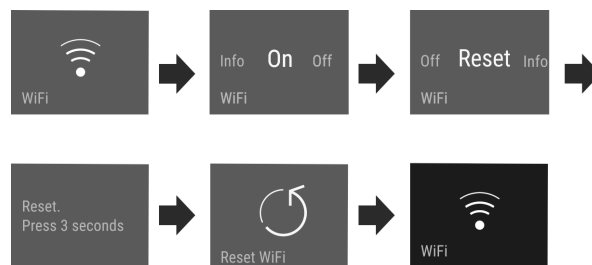 WiFi
Info On Off
WiFi
Off Reset Info
WiFi
Reset.
Press 3 seconds
Reset WiFi
WiFi